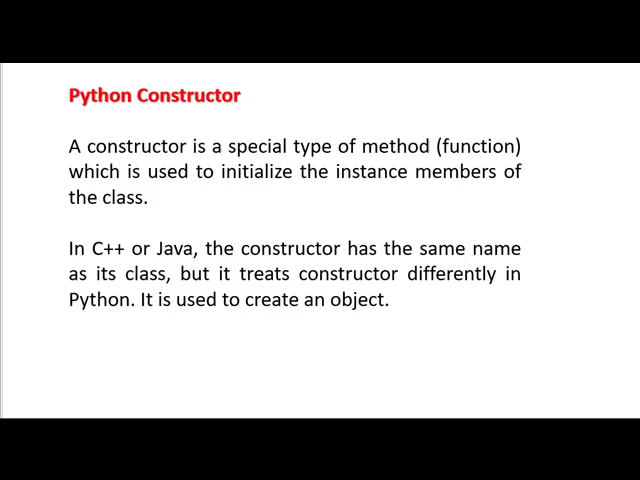 Python Constructor
A constructor is a special type of method (function)
which is used to initialize the instance members of
the class.
In C++ or Java, the constructor has the same name
as its class, but it treats constructor differently in
Python. It is used to create an object.